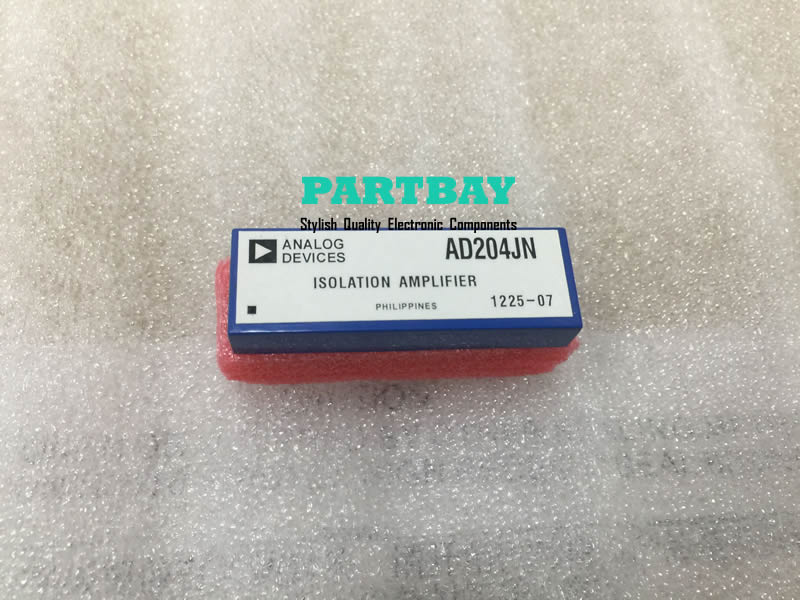 PARTBAY
Stylish Quality Electronic Components
ANALOG
DEVICES
AD204JN
ISOLATION AMPLIFIER
PHILIPPINES
1225-07